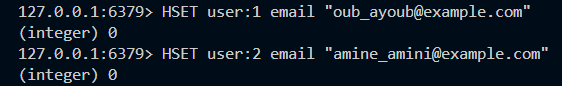 127.0.0.1:6379> HSET user:1 email "oub_ayoub@example.com"
(integer) 0
127.0.0.1:6379> HSET user:2 email "amine_amini@example.com"
(integer) 0